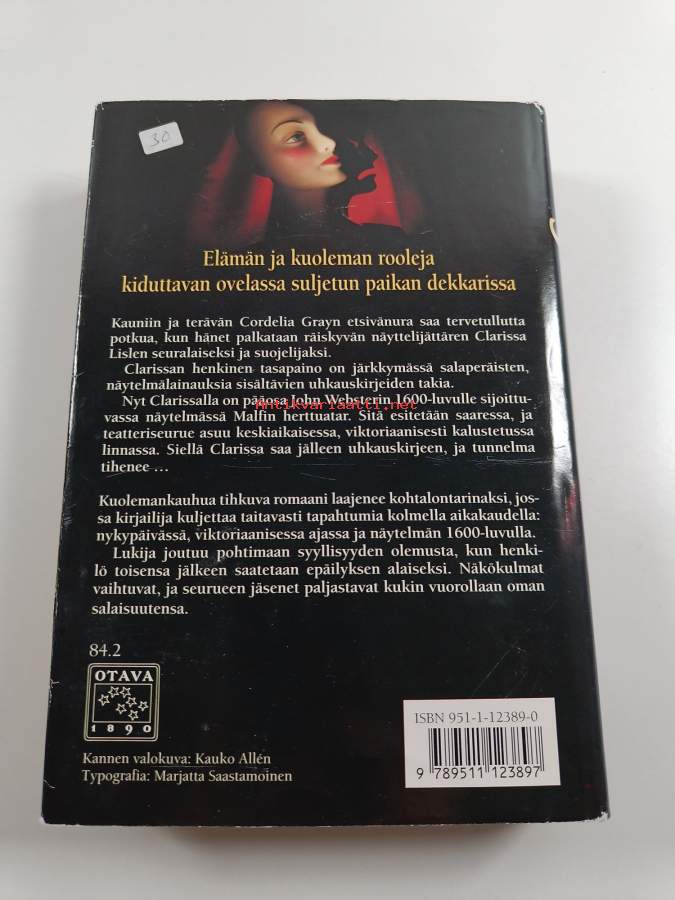 30
Elämän ja kuoleman rooleja
kiduttavan ovelassa suljetun paikan dekkarissa
Kauniin ja terävän Cordelia Grayn etsivänura saa tervetullutta
potkua, kun hänet palkataan räiskyvän näyttelijättären Clarissa
Lislen seuralaiseksi ja suojelijaksi.
Clarissan henkinen tasapaino on järkkymässä salaperäisten,
näytelmälainauksia sisältävien uhkauskirjeiden takia.
Nyt Clarissalla on pääosa John Websterin 1600-luvulle sijoittu-
Antikvariaatti.net
vassa näytelmässä Malfin herttuatar. Sitä esitetään saaressa, ja
teatteriseurue asuu keskiaikaisessa, viktoriaanisesti kalustetussa
linnassa. Siellä Clarissa saa jälleen uhkauskirjeen, ja tunnelma
tihenee ...
Kuolemankauhua tihkuva romaani laajenee kohtalontarinaksi, jos-
sa kirjailija kuljettaa taitavasti tapahtumia kolmella aikakaudella:
nykypäivässä, viktoriaanisessa ajassa ja näytelmän 1600-luvulla.
Lukija joutuu pohtimaan syyllisyyden olemusta, kun henki-
lö toisensa jälkeen saatetaan epäilyksen alaiseksi. Näkökulmat
vaihtuvat, ja seurueen jäsenet paljastavat kukin vuorollaan oman
salaisuutensa.
84.2
OTAVA
1890
Kannen valokuva: Kauko Allén
Typografia: Marjatta Saastamoinen
ISBN 951-1-12389-0
9 789511 123897